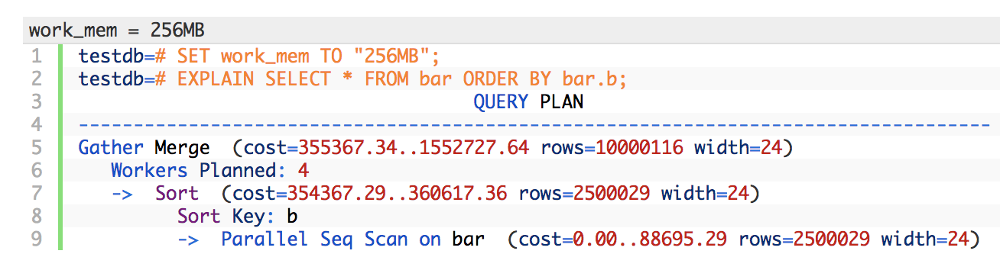 work_mem = 256MB
1 testdb=# SET work_mem TO "256MB";
2 testdb=# EXPLAIN SELECT * FROM bar ORDER BY bar.b;
3 QUERY PLAN
4 ----------------------------------------------------------------------------------
5 Gather Merge (cost=355367.34..1552727.64 rows=10000116 width=24)
6 Workers Planned: 4
7 -> Sort (cost=354367.29..360617.36 rows=2500029 width=24)
8 Sort Key: b
9 -> Parallel Seq Scan on bar (cost=0.00..88695.29 rows=2500029 width=24)